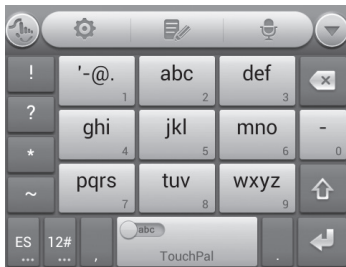 ! '-@. 1 abc 2 def 3
?
ghi 4 jkl 5 mno 6 - 0
*
~ pqrs 7 tuv 8 wxyz 9
abc
ES ... 12# ... , TouchPal .